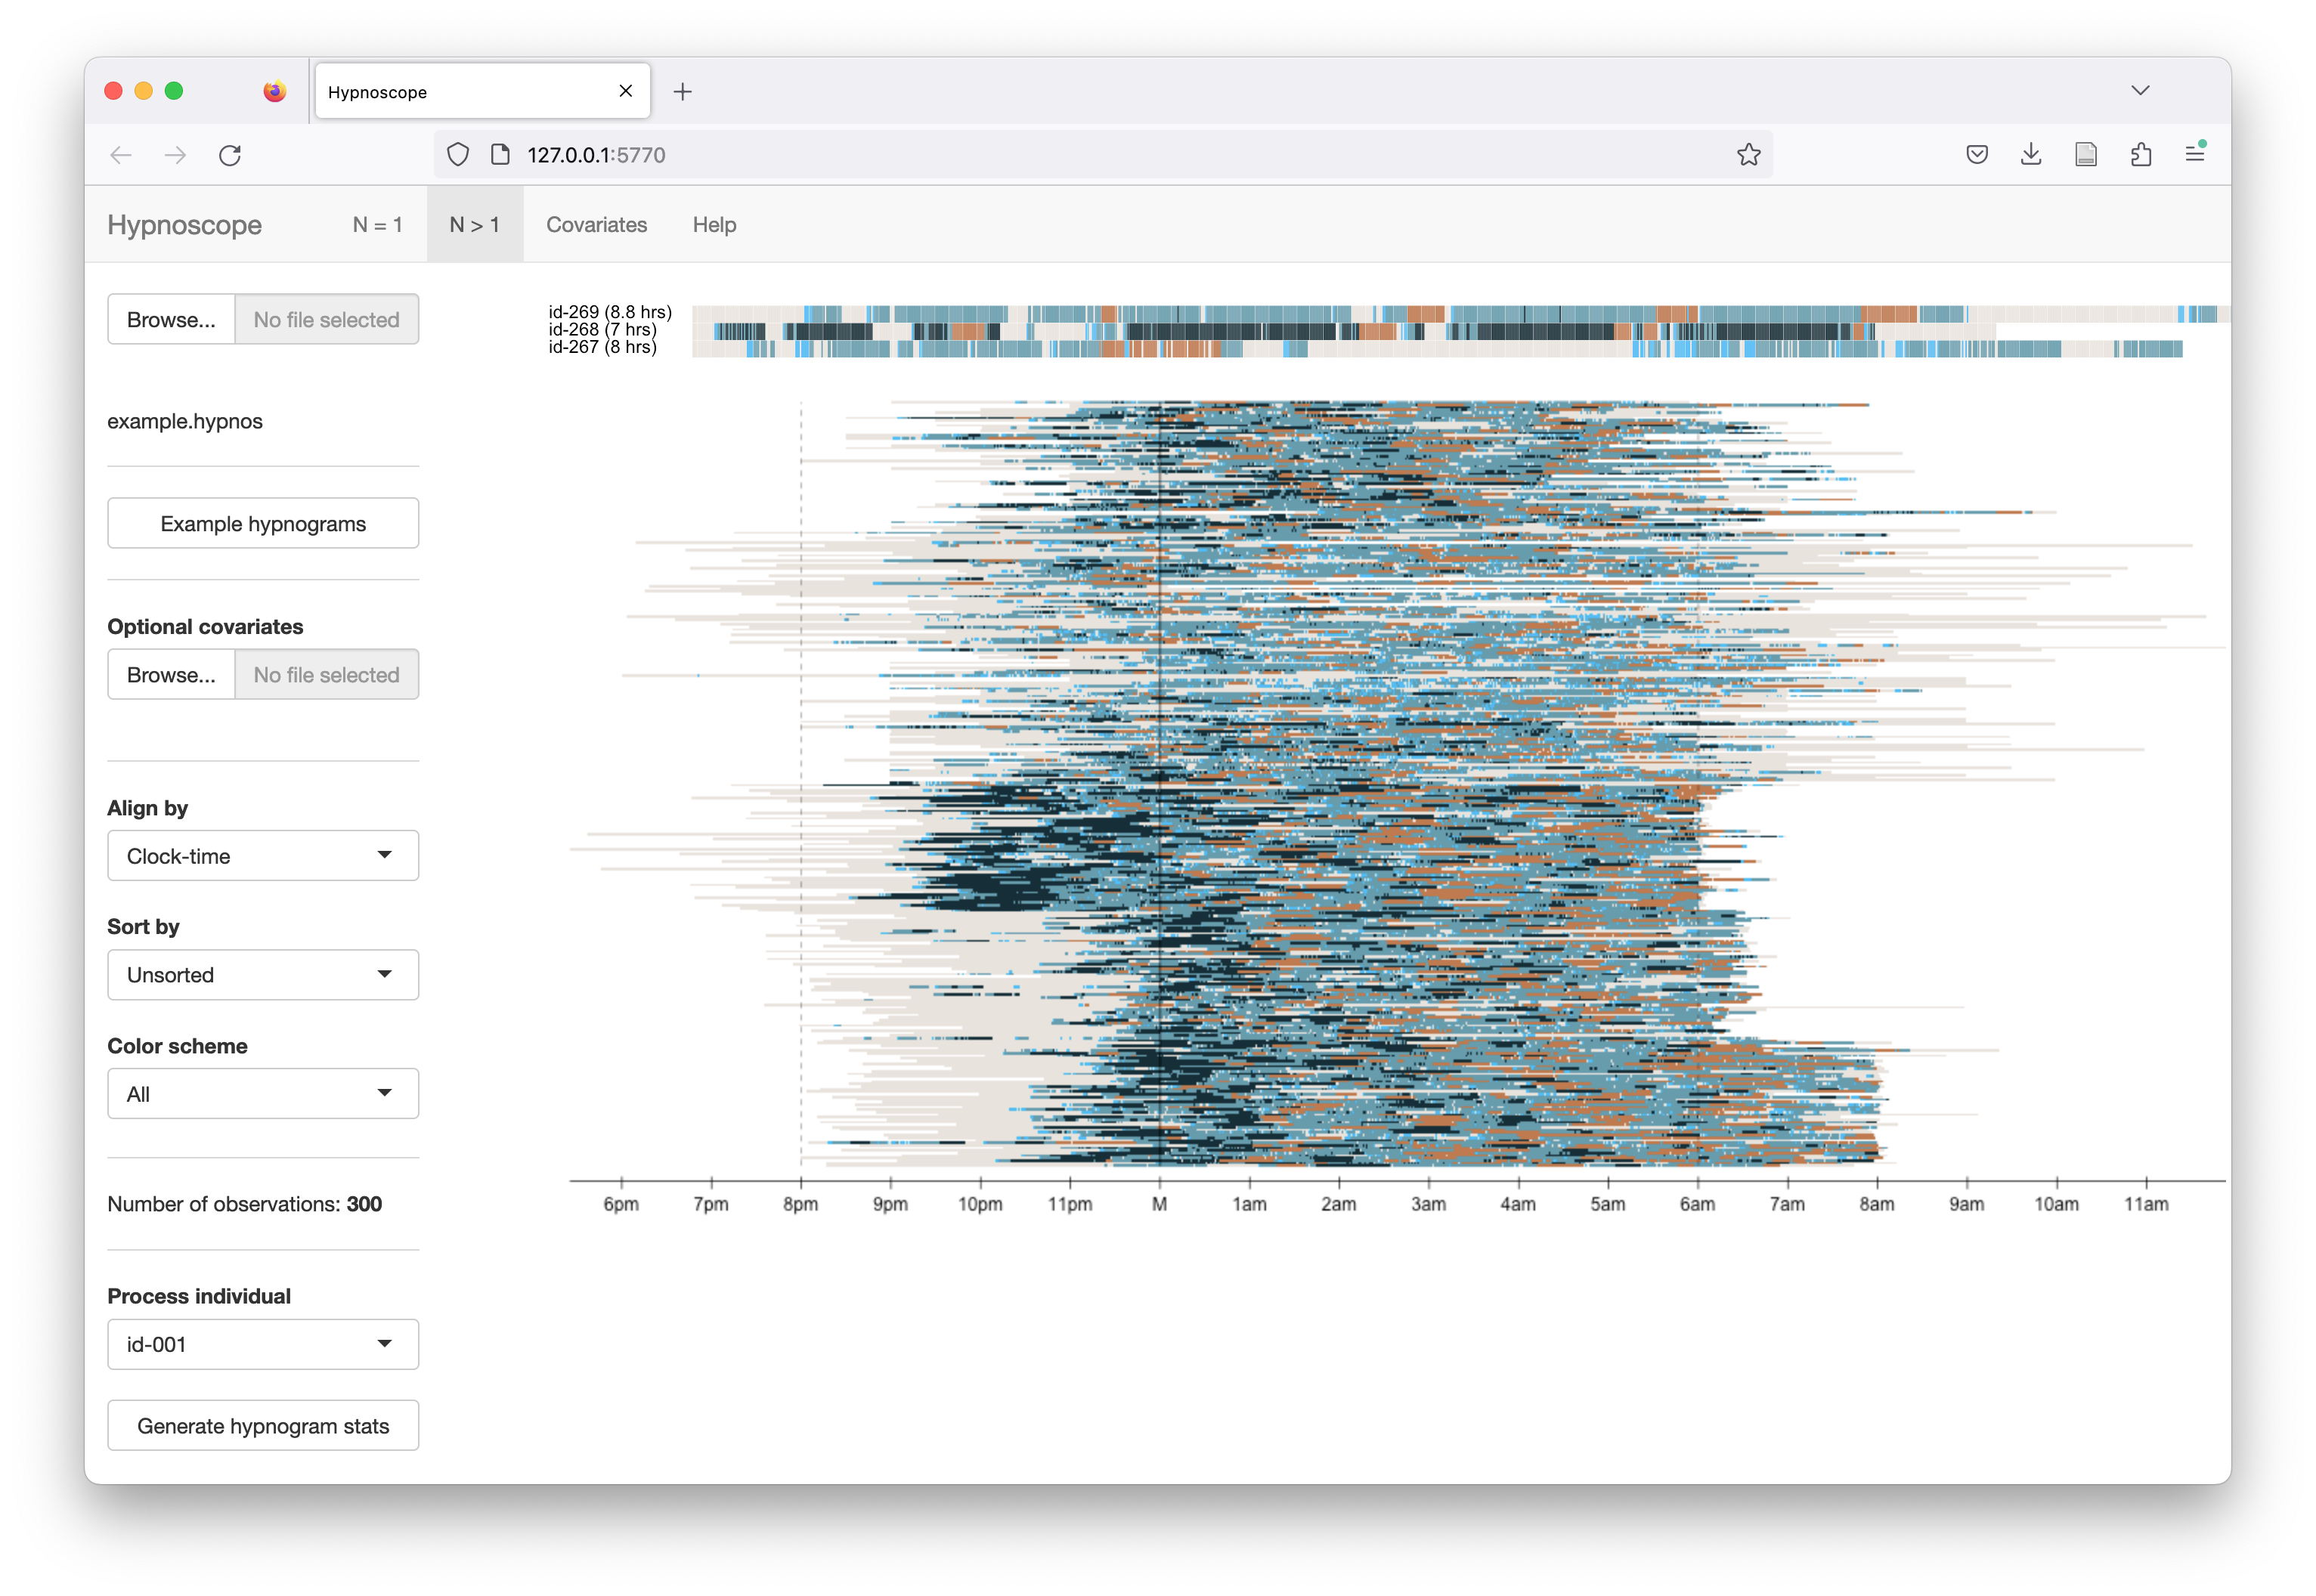 Hypnoscope
127.0.0.1:5770
Hypnoscope N = 1 N > 1 Covariates Help
Browse... No file selected
id-269 (8.8 hrs)
id-268 (7 hrs)
id-267 (8 hrs)
example.hypnos
Example hypnograms
Optional covariates
Browse... No file selected
Align by
Clock-time
Sort by
Unsorted
Color scheme
All
Number of observations: 300
6pm 7pm 8pm 9pm 10pm 11pm M 1am 2am 3am 4am 5am 6am 7am 8am 9am 10am 11am
Process individual
id-001
Generate hypnogram stats